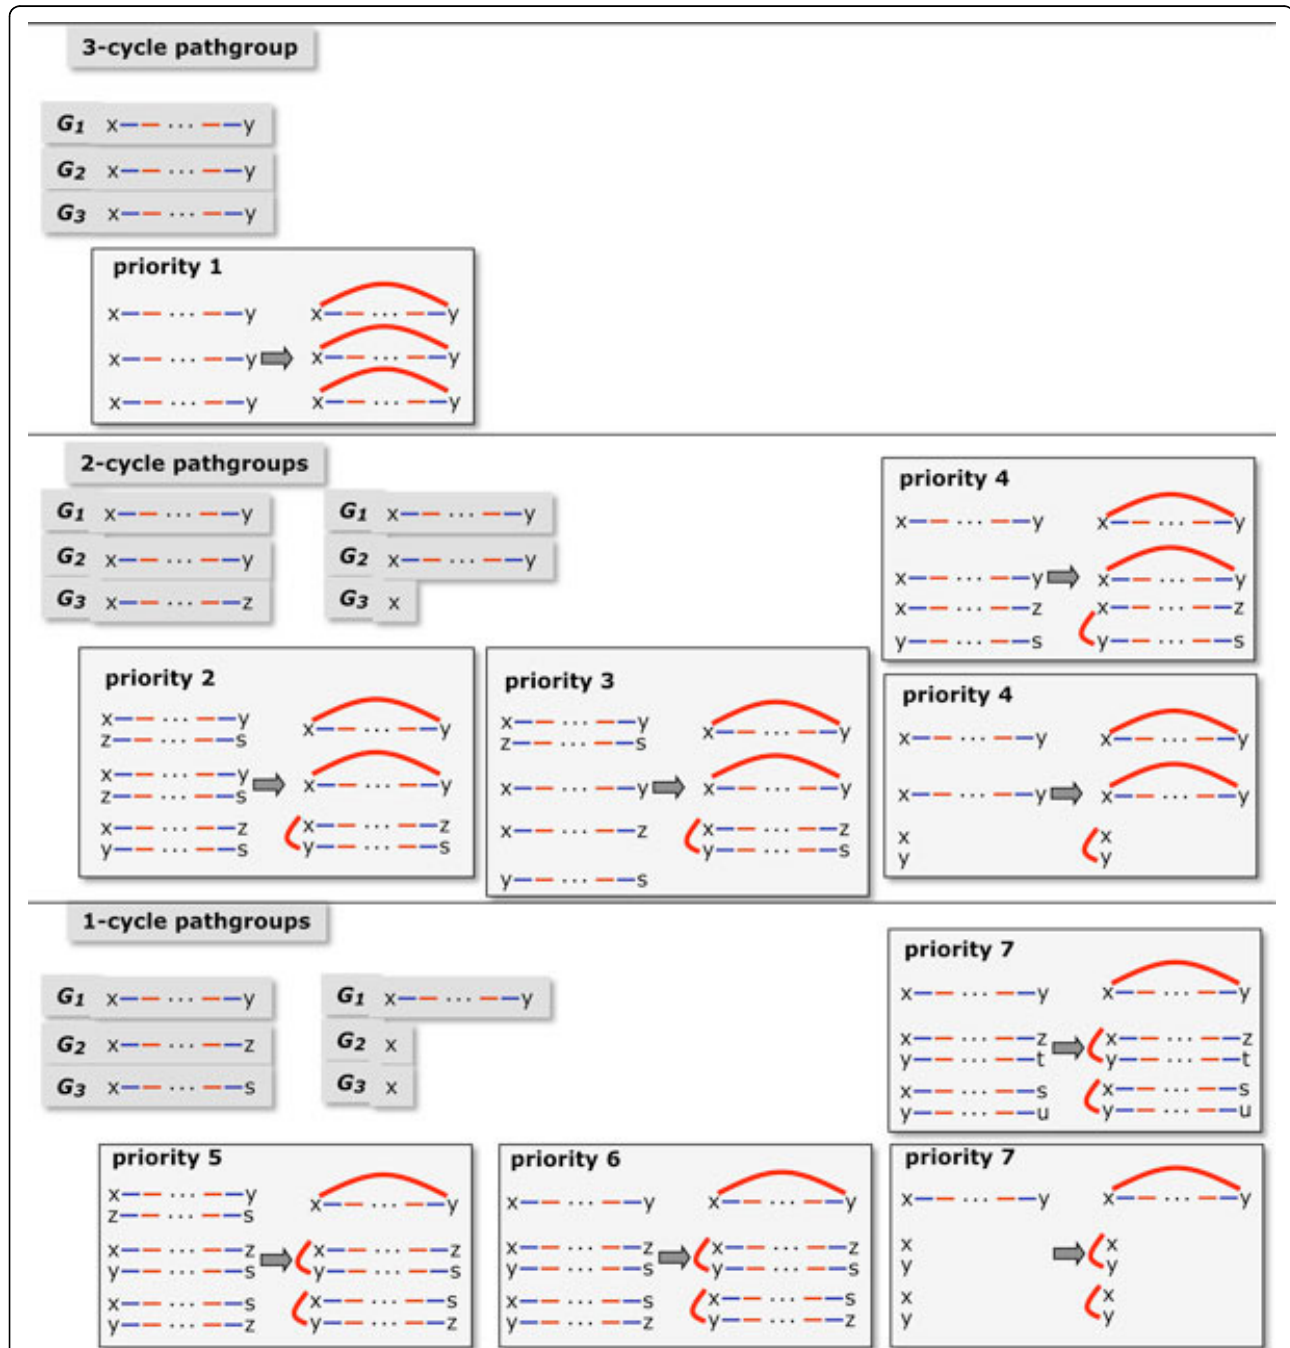 3-cycle pathgroup
G1 x ... y
G2 x ... y
G3 x ... y
priority 1
x ... y x ... y
x ... y x ... y
x ... y x ... y
2-cycle pathgroups
G1 x ... y
G2 x ... y
G3 x ... z
G1 x ... y
G2 x ... y
G3 x
priority 4
x ... y x ... y
x ... y x ... y
x ... z x ... z
y ... s y ... s
priority 2
x ... y x ... y
z ... s
x ... y x ... y
z ... s
x ... z x ... z
y ... s y ... s
priority 3
x ... y x ... y
z ... s
x ... y x ... y
x ... z x ... z
y ... s y ... s
priority 4
x ... y x ... y
x ... y x ... y
x x
y y
1-cycle pathgroups
G1 x ... y
G2 x ... z
G3 x ... s
G1 x ... y
G2 x
G3 x
priority 7
x ... y x ... y
x ... z x ... z
y ... t y ... t
x ... s x ... s
y ... u y ... u
priority 5
x ... y x ... y
z ... s
x ... z x ... z
y ... s y ... s
x ... s x ... s
y ... z y ... z
priority 6
x ... y x ... y
x ... z x ... z
y ... s y ... s
x ... s x ... s
y ... z y ... z
priority 7
x ... y x ... y
x x
y y
x x
y y